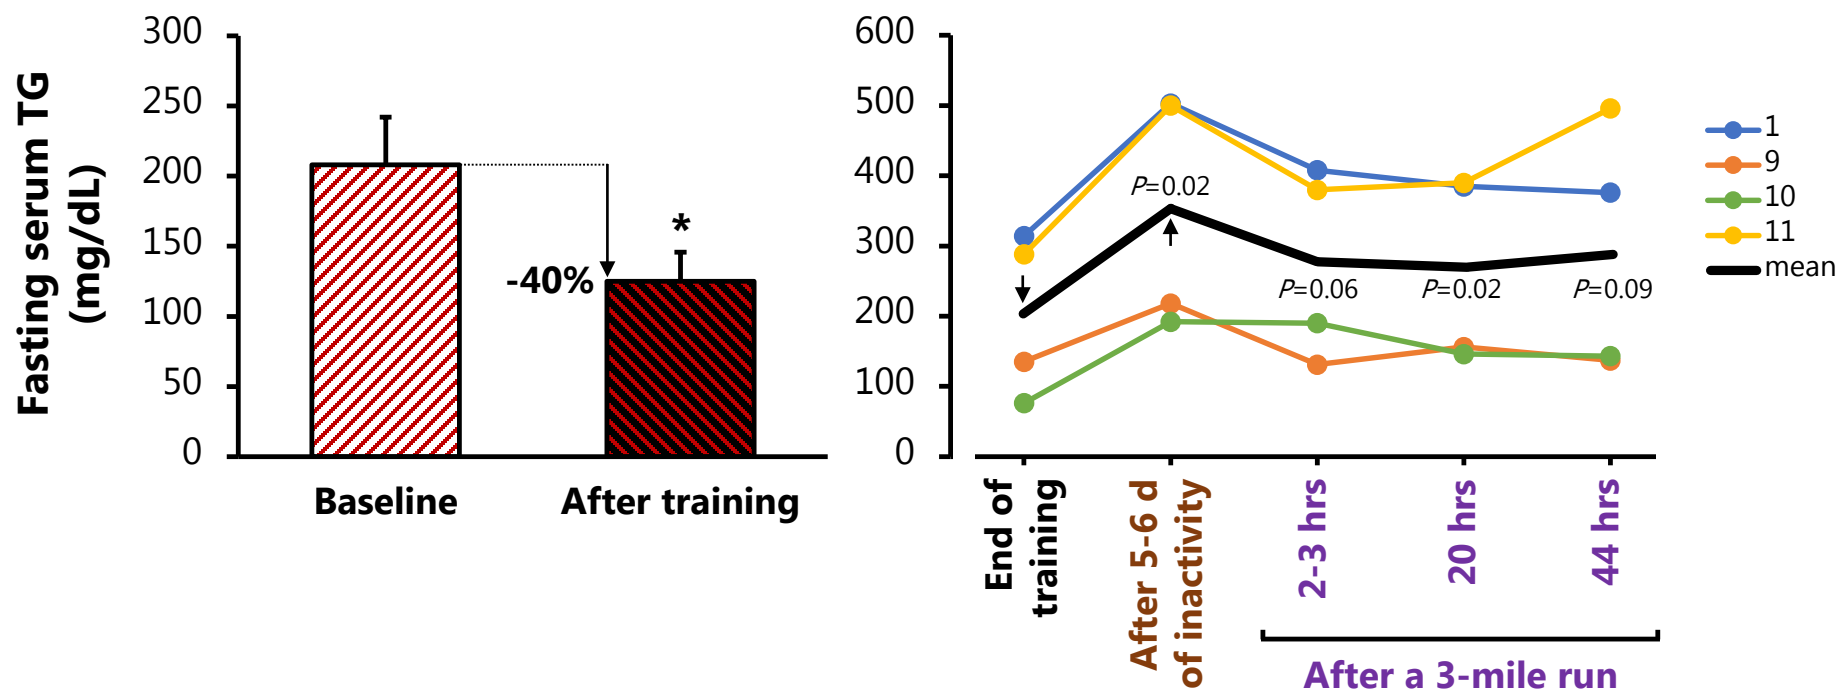 Fasting serum TG
(mg/dL)
300
250
200
150
100
50
0
-40%
*
Baseline
After training
600
500
400
300
200
100
0
P=0.02
P=0.06
P=0.02
P=0.09
1
9
10
11
mean
End of
training
After 5-6 d
of inactivity
2-3 hrs
20 hrs
44 hrs
After a 3-mile run